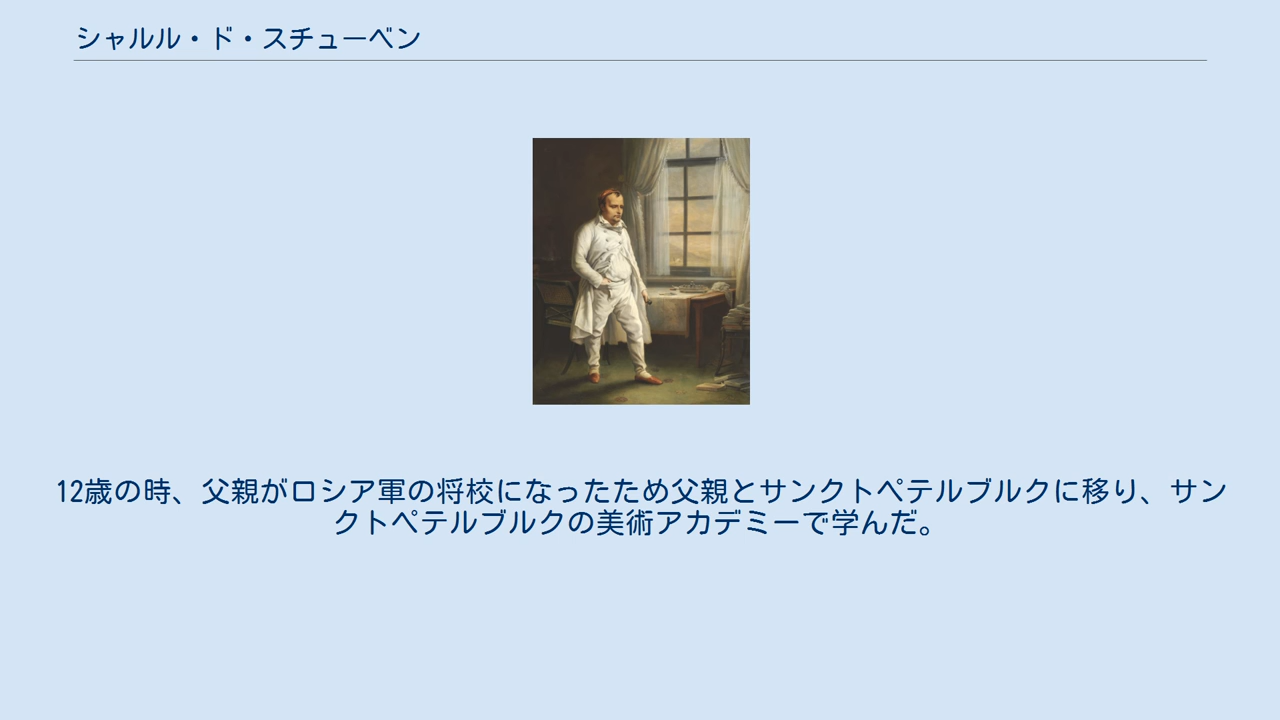 シャルル・ド・スチューベン
12歳の時、父親がロシア軍の将校になったため父親とサンクトペテルブルクに移り、サン
クトペテルブルクの美術アカデミーで学んだ。